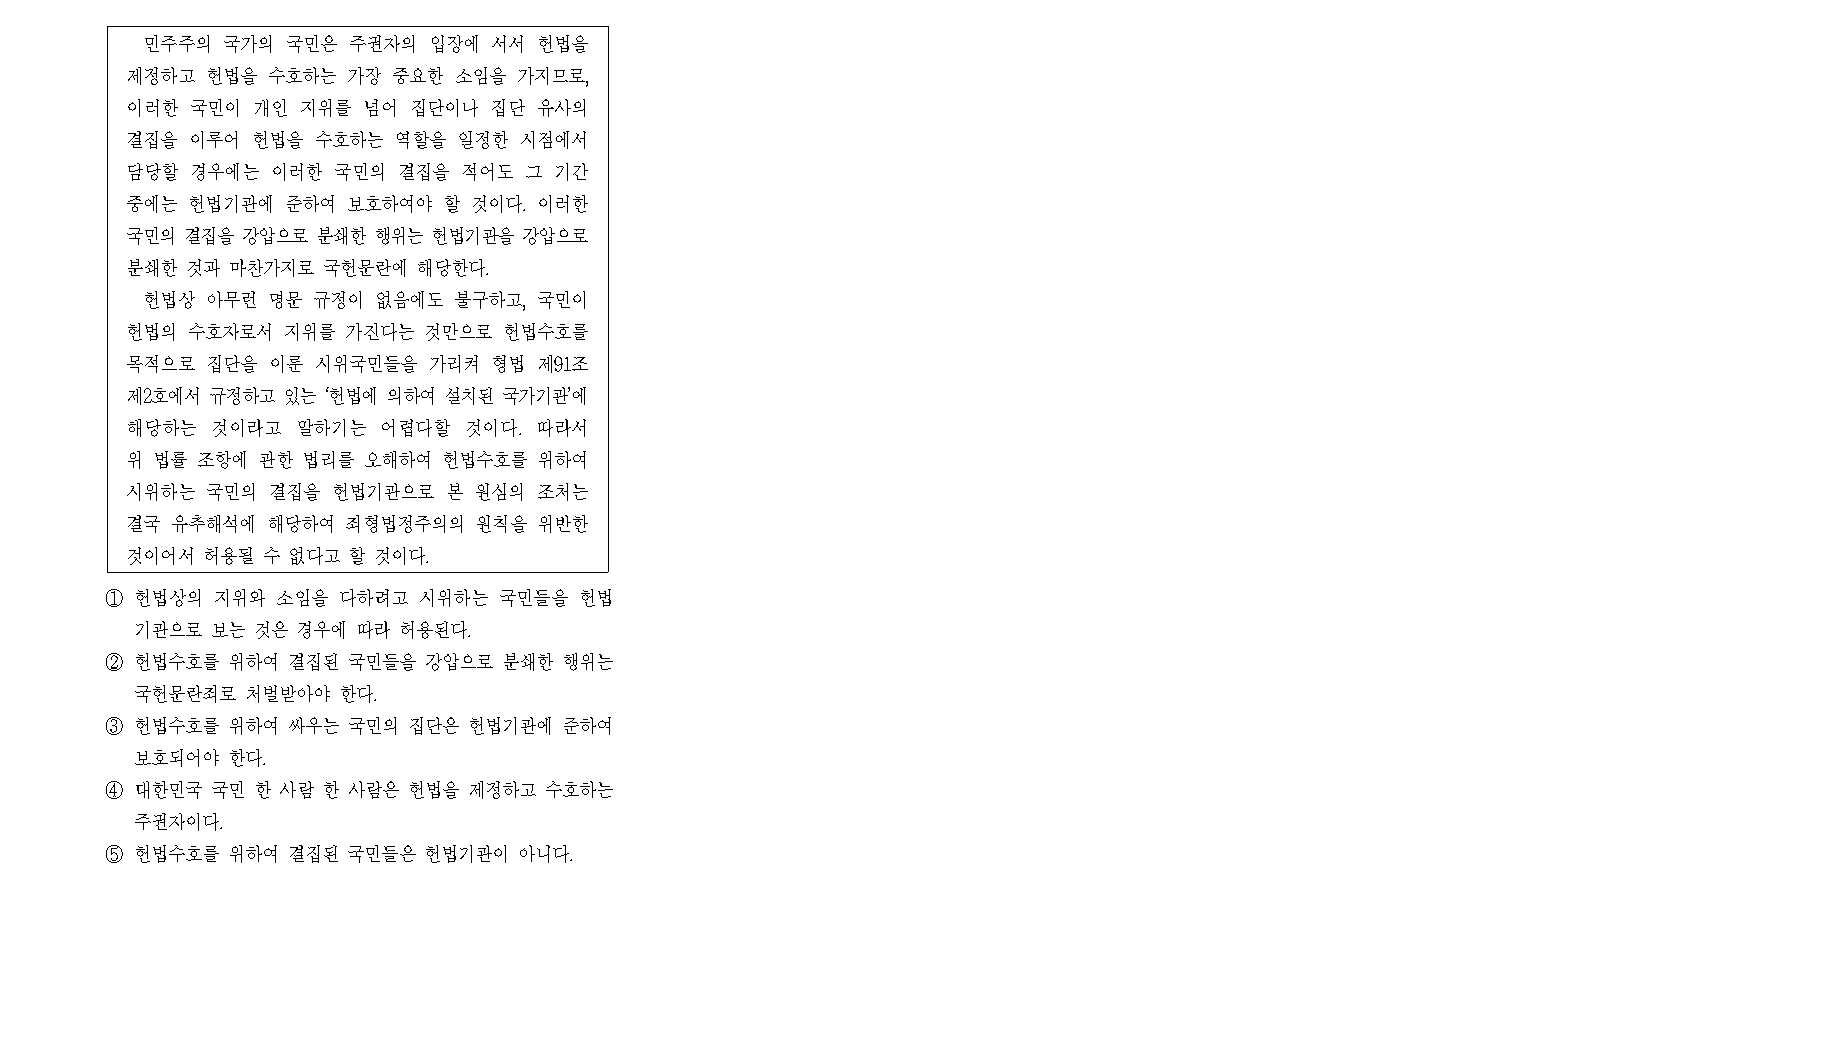 민주주의 국가의 국민은 주권자의 입장에 서서 헌법을
제정하고 헌법을 수호하는 가장 중요한 소임을 가지므로,
이러한 국민이 개인 지위를 넘어 집단이나 집단 유사의
결집을 이루어 헌법을 수호하는 역할을 일정한 시점에서
담당할 경우에는 이러한 국민의 결집을 적어도 그 기간
중에는 헌법기관에 준하여 보호하여야 할 것이다. 이러한
국민의 결집을 강압으로 분쇄한 행위는 헌법기관을 강압으로
분쇄한 것과 마찬가지로 국헌문란에 해당한다.
헌법상 아무런 명문 규정이 없음에도 불구하고, 국민이
헌법의 수호자로서 지위를 가진다는 것만으로 헌법수호를
목적으로 집단을 이룬 시위국민들을 가리켜 형법 제91조
제2호에서 규정하고 있는 ‘헌법에 의하여 설치된 국가기관’에
해당하는 것이라고 말하기는 어렵다할 것이다. 따라서
위 법률 조항에 관한 법리를 오해하여 헌법수호를 위하여
시위하는 국민의 결집을 헌법기관으로 본 원심의 조처는
결국 유추해석에 해당하여 죄형법정주의의 원칙을 위반한
것이어서 허용될 수 없다고 할 것이다.
① 헌법상의 지위와 소임을 다하려고 시위하는 국민들을 헌법
기관으로 보는 것은 경우에 따라 허용된다.
② 헌법수호를 위하여 결집된 국민들을 강압으로 분쇄한 행위는
국헌문란죄로 처벌받아야 한다.
③ 헌법수호를 위하여 싸우는 국민의 집단은 헌법기관에 준하여
보호되어야 한다.
④ 대한민국 국민 한 사람 한 사람은 헌법을 제정하고 수호하는
주권자이다.
⑤ 헌법수호를 위하여 결집된 국민들은 헌법기관이 아니다.